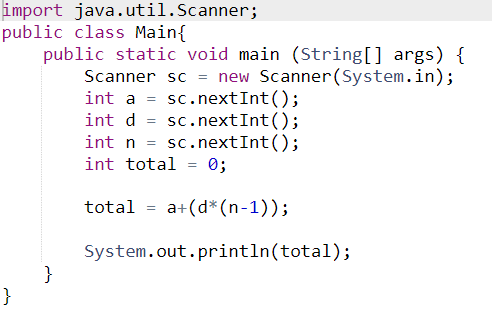 import java.util.Scanner;
public class Main{
    public static void main (String[] args) {
        Scanner sc = new Scanner(System.in);
        int a = sc.nextInt();
        int d = sc.nextInt();
        int n = sc.nextInt();
        int total = 0;

        total = a+(d*(n-1));

        System.out.println(total);
    }
}